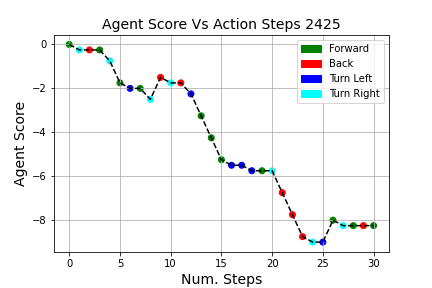 Agent Score Vs Action Steps 2425
Agent Score
0
−2
−4
−6
−8
Forward
Back
Turn Left
Turn Right
0 5 10 15 20 25 30
Num. Steps